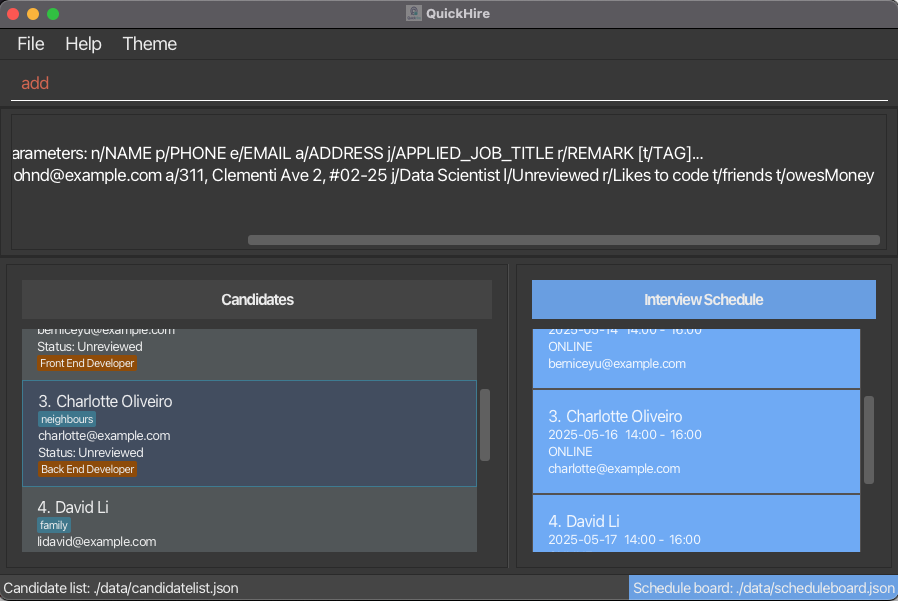 QuickHire
File Help Theme
add
arameters: n/NAME p/PHONE e/EMAIL a/ADDRESS j/APPLIED_JOB_TITLE r/REMARK [t/TAG]...
ohnd@example.com a/311, Clementi Ave 2, #02-25 j/Data Scientist l/Unreviewed r/Likes to code t/friends t/owesMoney
Candidates
berniceyu@example.com
Status: Unreviewed
Front End Developer
3. Charlotte Oliveiro
neighbours
charlotte@example.com
Status: Unreviewed
Back End Developer
4. David Li
family
lidavid@example.com
Interview Schedule
2025-05-14 14:00 - 16:00
ONLINE
berniceyu@example.com
3. Charlotte Oliveiro
2025-05-16 14:00 - 16:00
ONLINE
charlotte@example.com
4. David Li
2025-05-17 14:00 - 16:00
Candidate list: ./data/candidatelist.json
Schedule board: ./data/scheduleboard.json